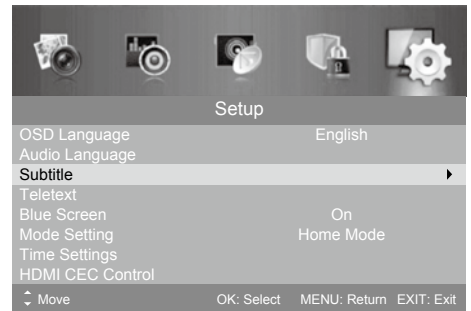 Setup
OSD Language English
Audio Language
Subtitle
Teletext
Blue Screen On
Mode Setting Home Mode
Time Settings
HDMI CEC Control
Move OK: Select MENU: Return EXIT: Exit